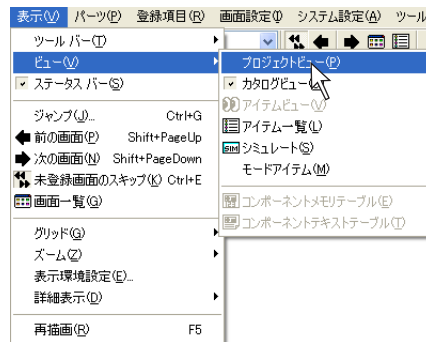 表示(V) パーツ(P) 登録項目(R) 画面設定(I) システム設定(A) ツール
ツール バー(T)
ビュー(V)
ステータス バー(S)
ジャンプ(J)... Ctrl+G
前の画面(P) Shift+PageUp
次の画面(N) Shift+PageDown
未登録画面のスキップ(K) Ctrl+E
画面一覧(G)
グリッド(G)
ズーム(Z)
表示環境設定(E)...
詳細表示(D)
再描画(R) F5
プロジェクトビュー(P)
カタログビュー
アイテムビュー(V)
アイテム一覧(L)
SIM シミュレート(S)
モードアイテム(M)
コンポーネントメモリテーブル(E)
コンポーネントテキストテーブル(T)